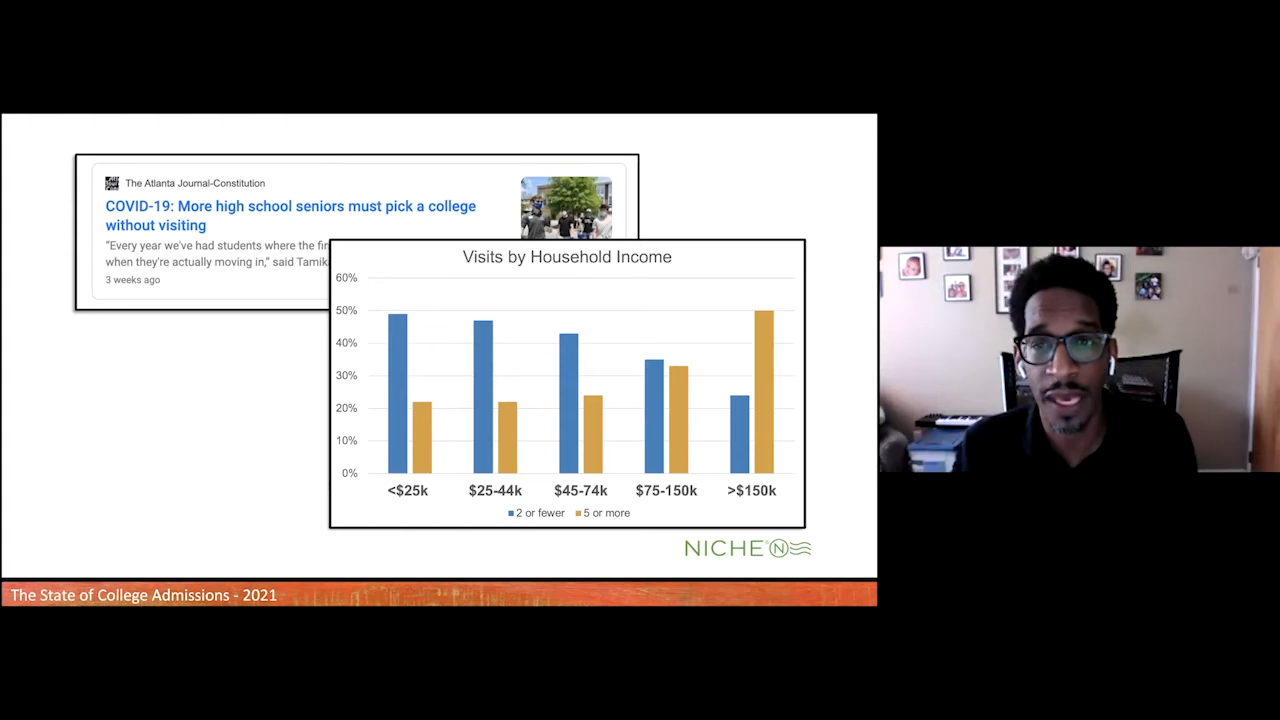 The Atlanta Journal-Constitution
COVID-19: More high school seniors must pick a college
without visiting
“Every year we've had students where the fir
when they're actually moving in,” said Tamika
3 weeks ago
Visits by Household Income
60%
50%
40%
30%
20%
10%
0%
<$25k $25-44k $45-74k $75-150k >$150k
2 or fewer 5 or more
NICHE® N
The State of College Admissions - 2021